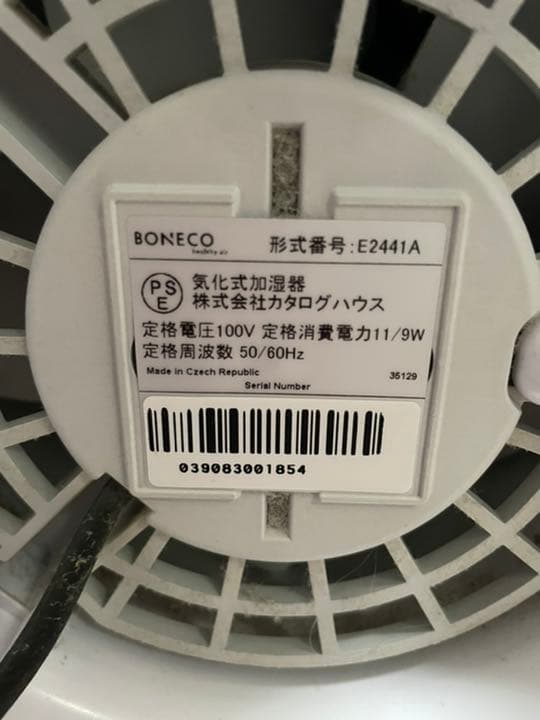 BONECO
healthy air
形式番号:E2441A
PSE
気化式加湿器
株式会社カタログハウス
定格電圧100V 定格消費電力11/9W
定格周波数 50/60Hz
Made in Czech Republic
35129
Serial Number
039083001854